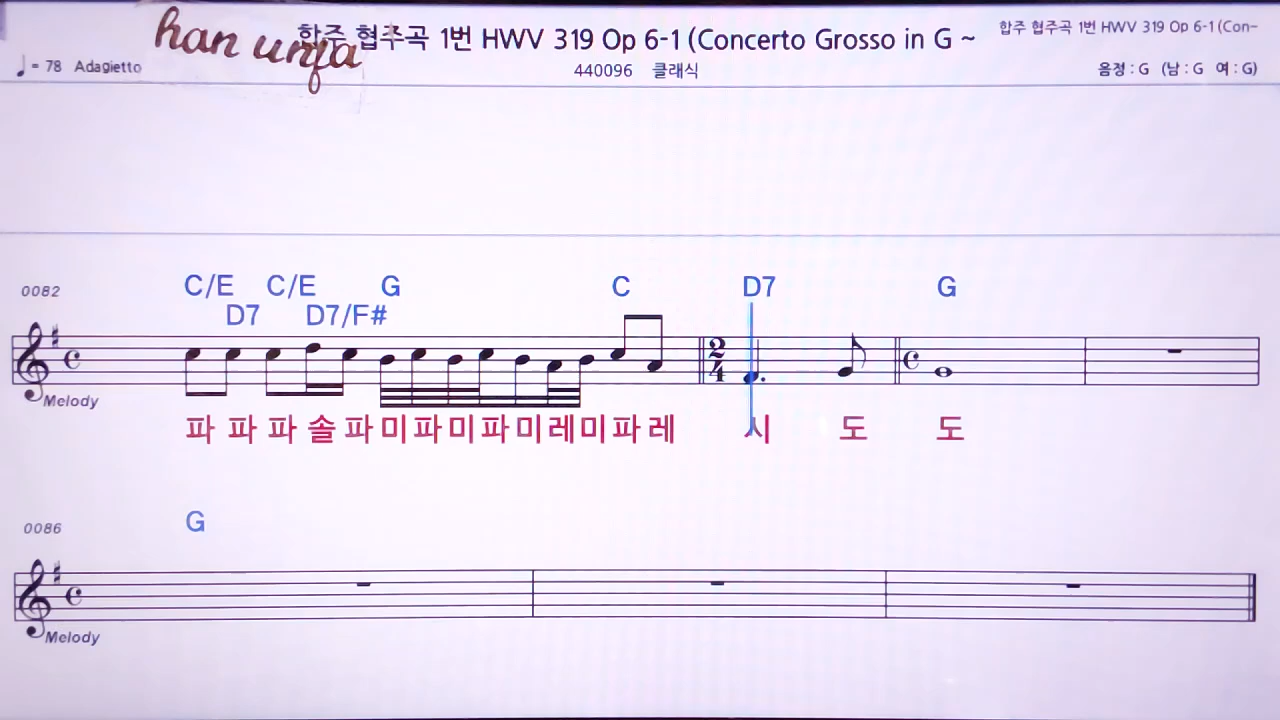 han unfa
합주 협주곡 1번 HWV 319 Op 6-1 (Concerto Grosso in G ~
합주 협주곡 1번 HWV 319 Op 6-1 (Con~
= 78 Adagietto
440096 클래식
음정 : G (남 : G 여 : G)
0082
C/E C/E G C D7 G
D7 D7/F#
2
4
Melody
파 파 파 솔 파 미 파 미 파 미 레 미 파 레 시 도 도
0086
G
Melody